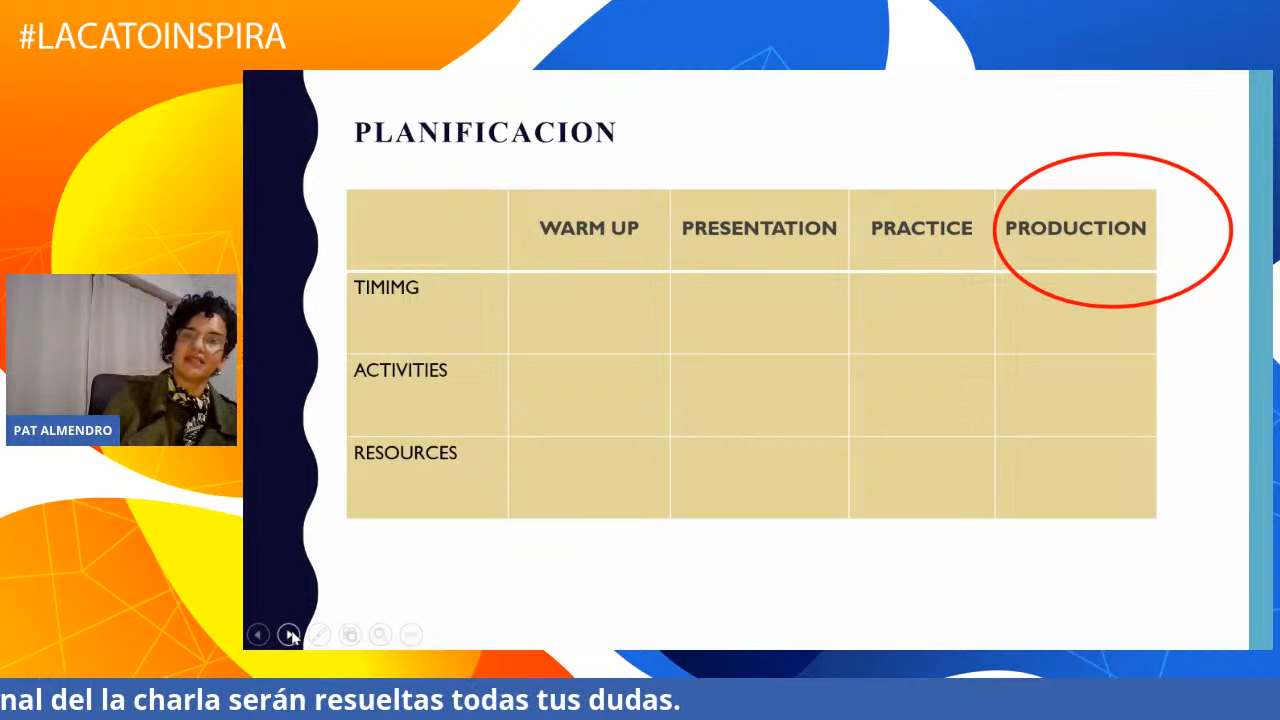 #LACATOINSPIRA
PLANIFICACION
WARM UP PRESENTATION PRACTICE PRODUCTION
TIMIMG
ACTIVITIES
RESOURCES
PAT ALMENDRO
nal del la charla serán resueltas todas tus dudas.